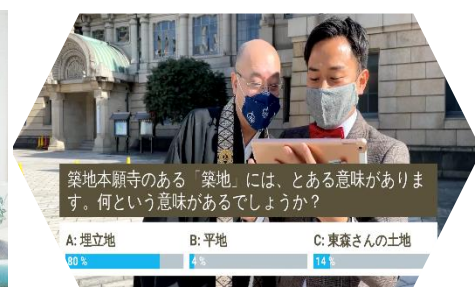 築地本願寺のある「築地」には、とある意味がありま
す。何という意味があるでしょうか？
A: 埋立地
B: 平地
C: 東森さんの土地
80 %
4 %
14 %